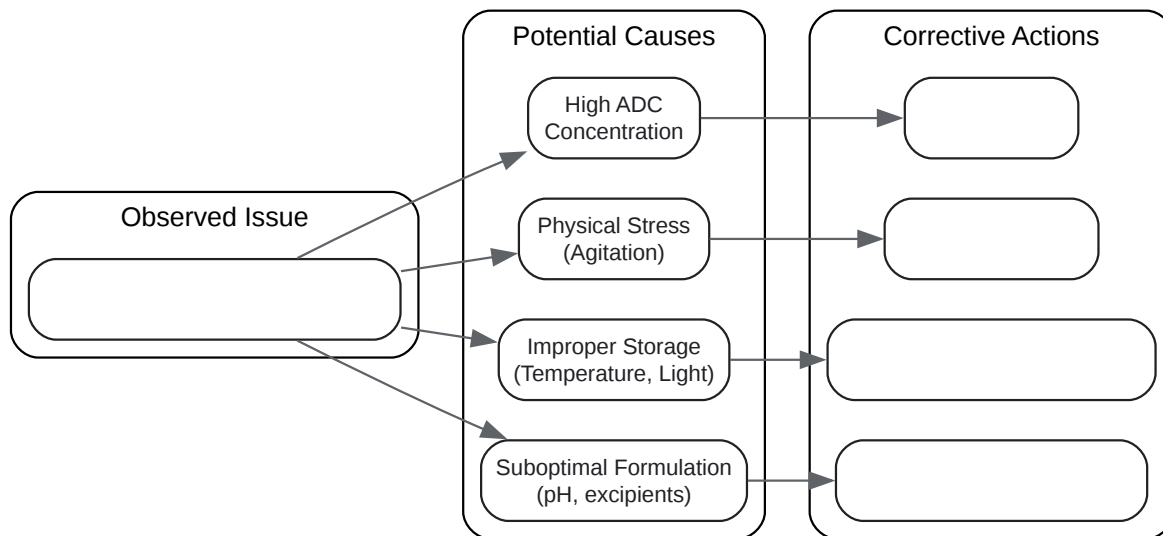 Observed Issue
Potential Causes
High ADC
Concentration
Physical Stress
(Agitation)
Improper Storage
(Temperature, Light)
Suboptimal Formulation
(pH, excipients)
Corrective Actions